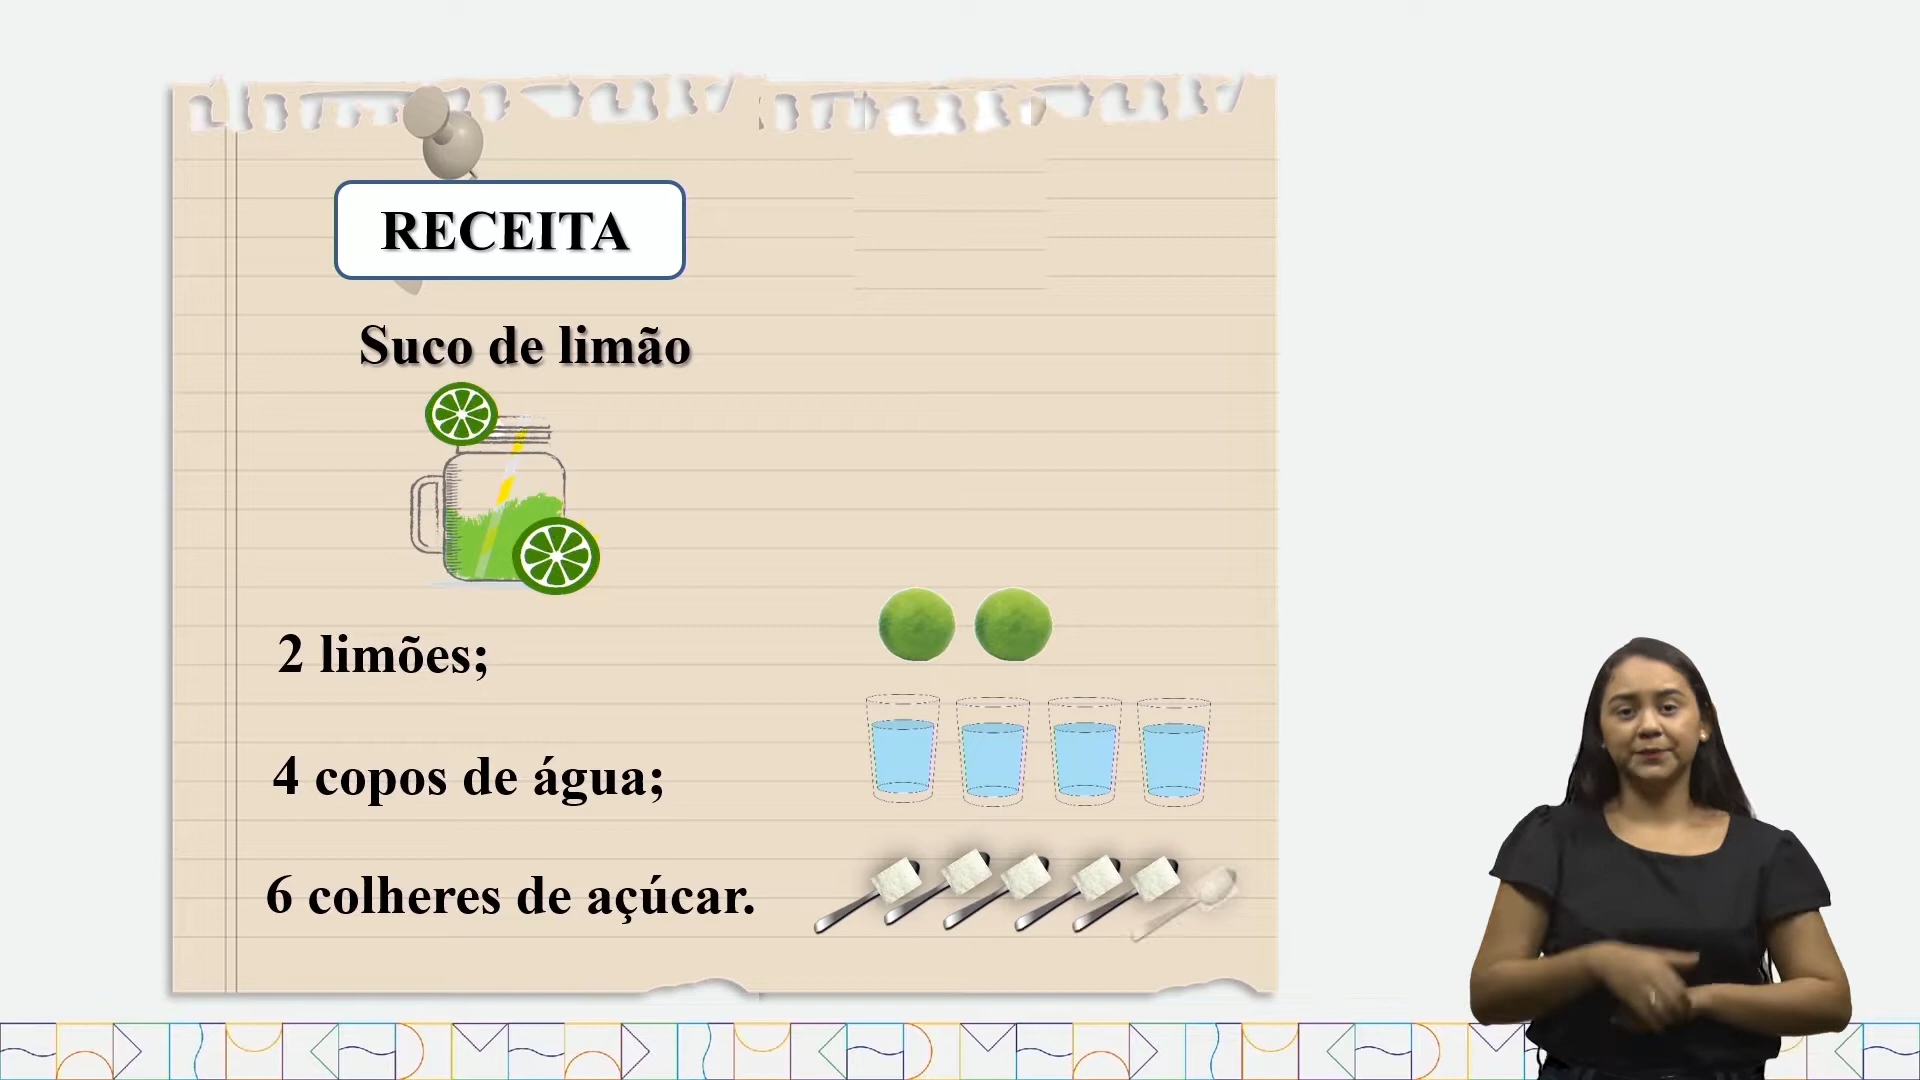 RECEITA
Suco de limão
2 limões;
4 copos de água;
6 colheres de açúcar.